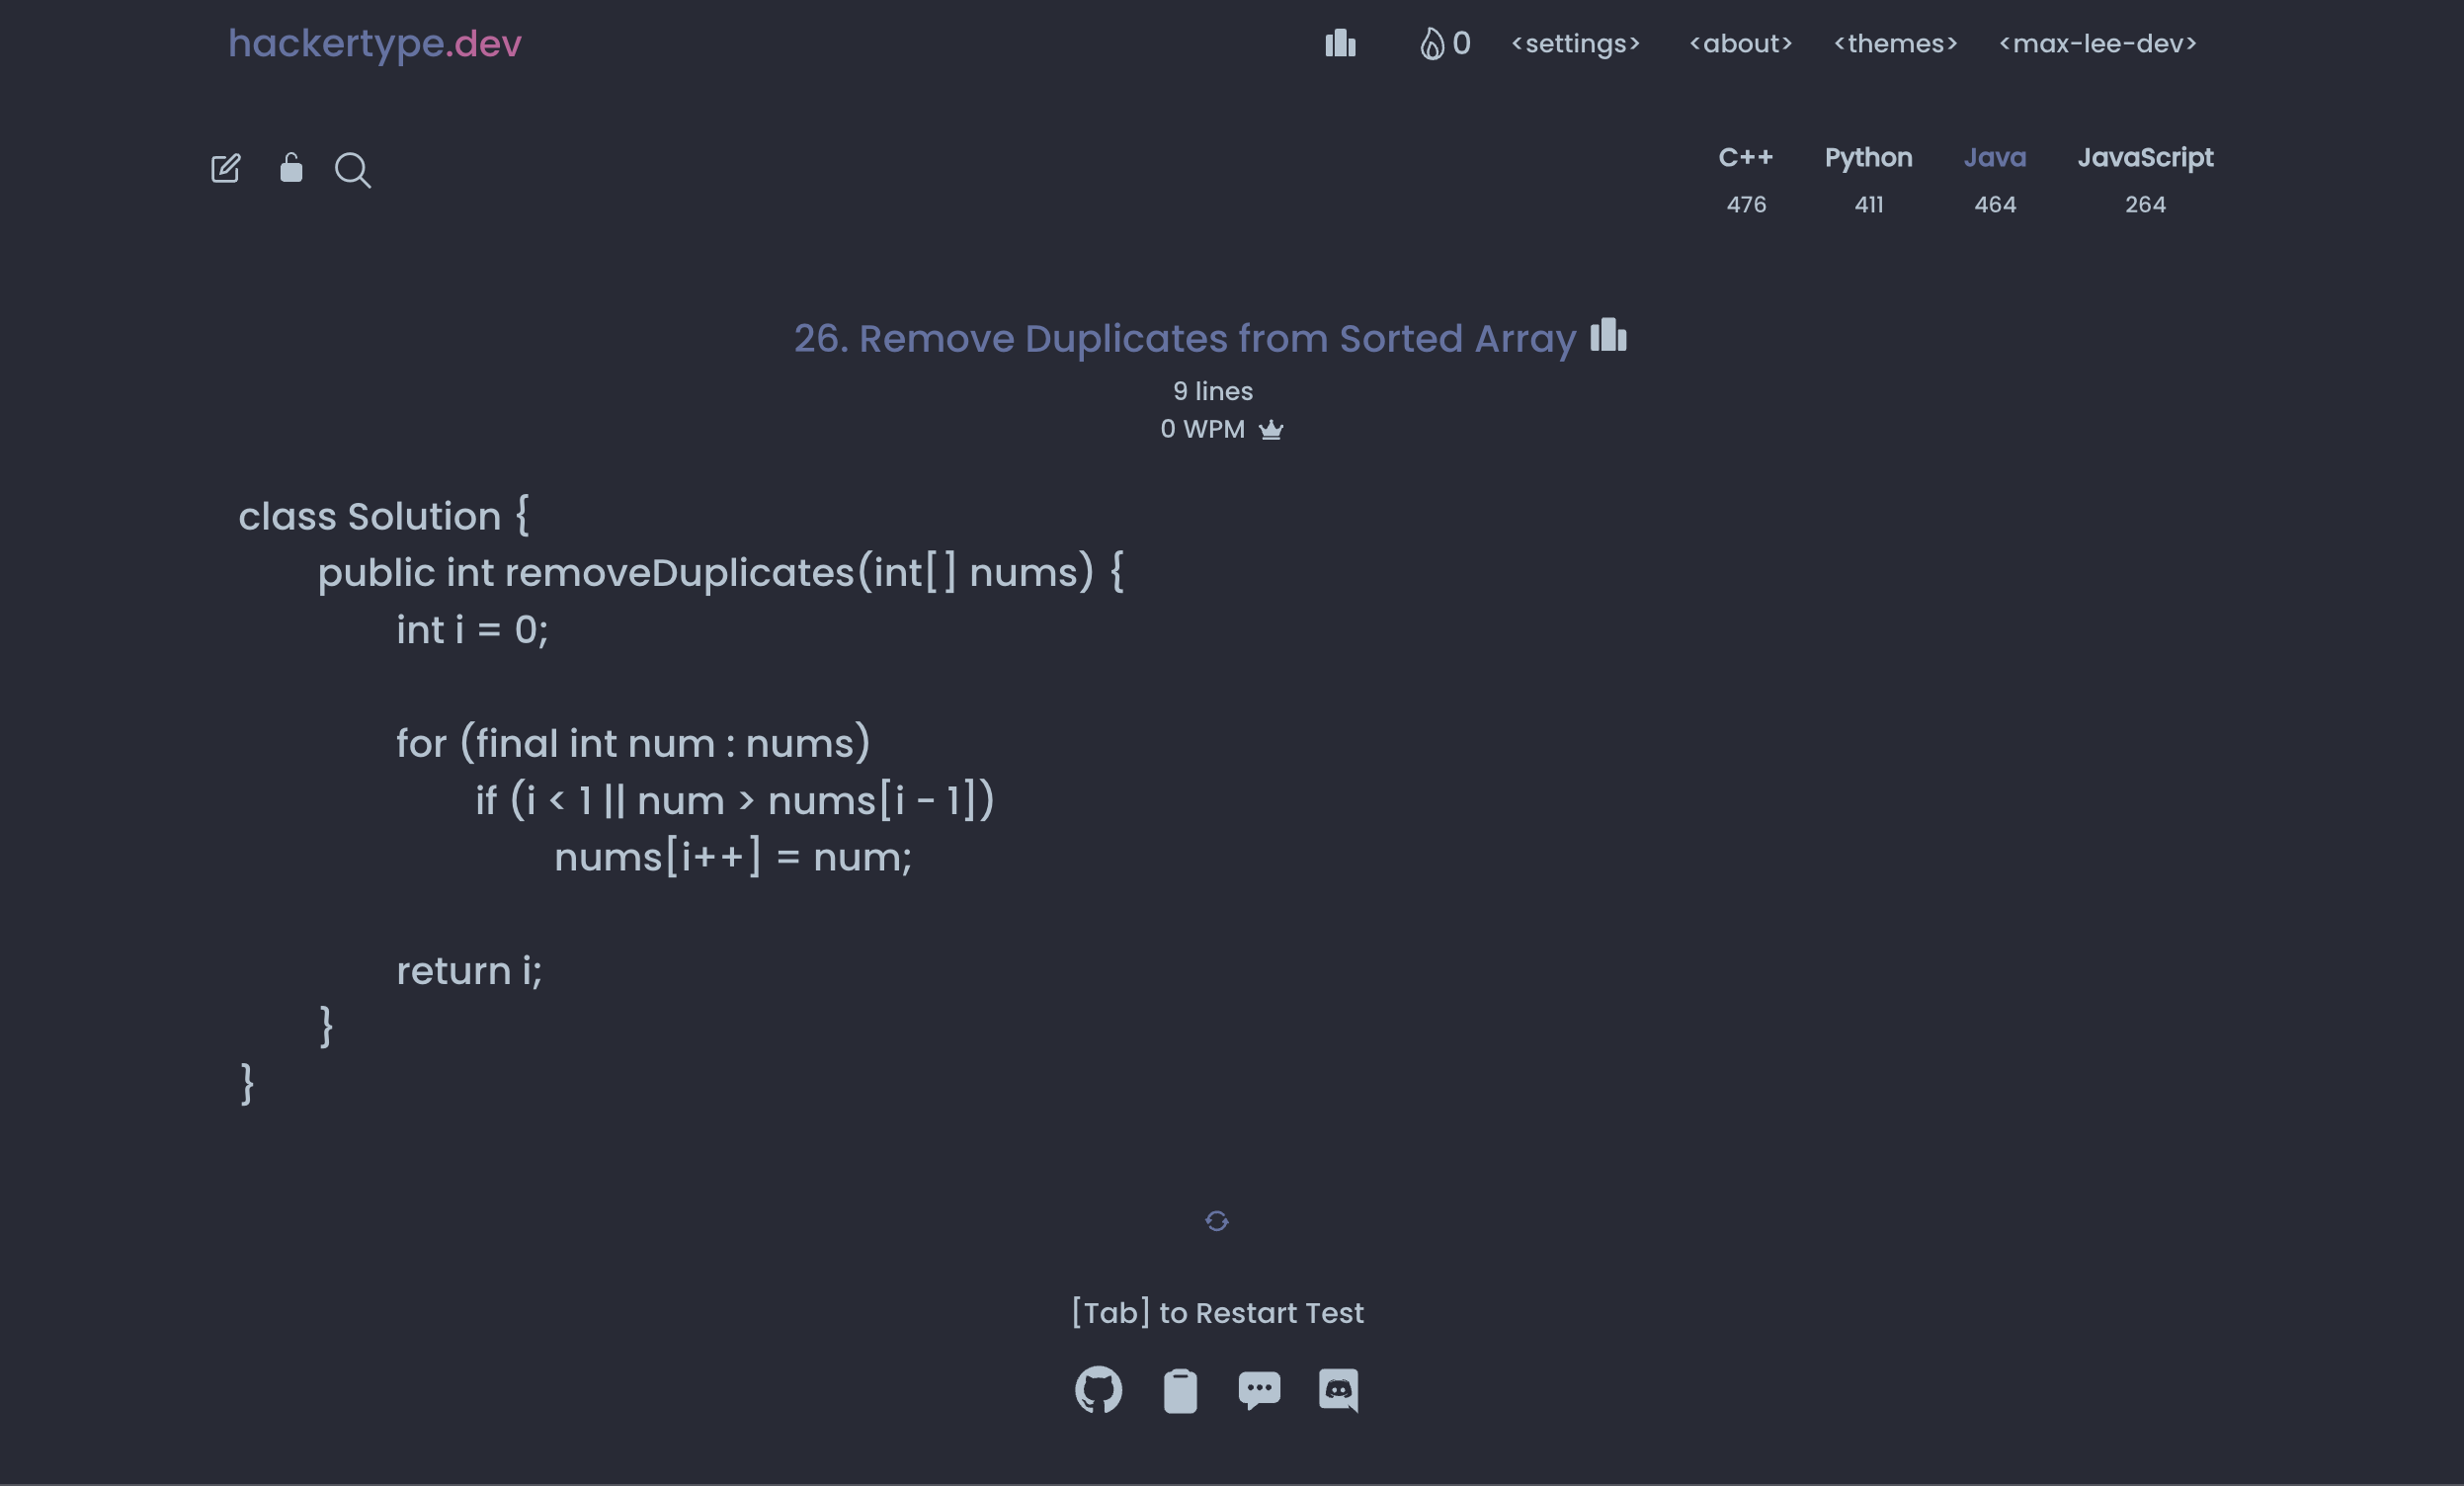 hackertype.dev
0 <settings> <about> <themes> <max-lee-dev>
C++ Python Java JavaScript
476 411 464 264
26. Remove Duplicates from Sorted Array
9 lines
0 WPM
class Solution {
public int removeDuplicates(int[] nums) {
int i = 0;
for (final int num : nums)
if (i < 1 || num > nums[i - 1])
nums[i++] = num;
return i;
}
}
[Tab] to Restart Test